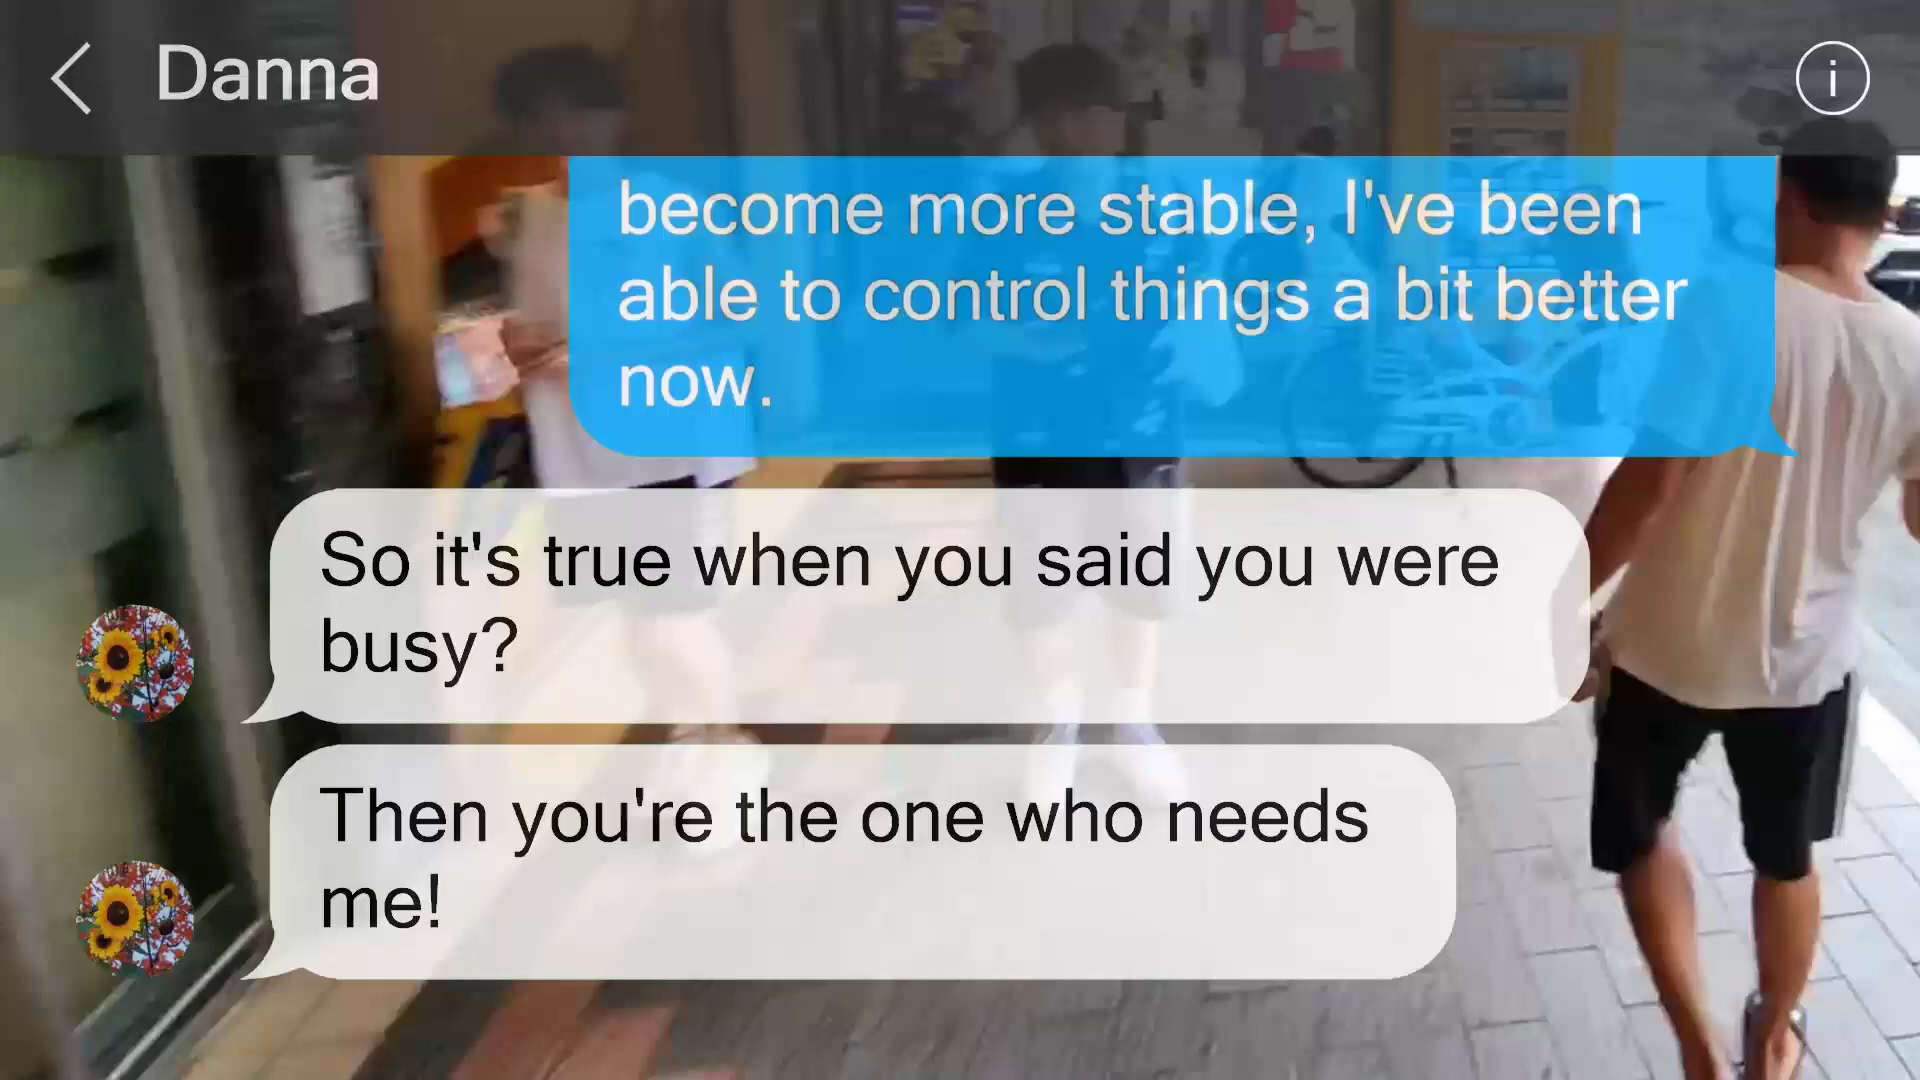 Danna
become more stable, I've been
able to control things a bit better
now.
So it's true when you said you were
busy?
Then you're the one who needs
me!